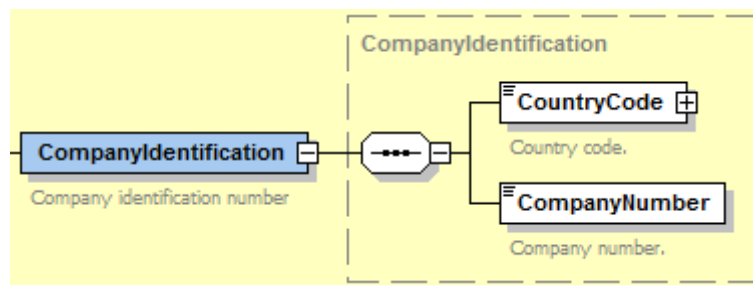 CompanyIdentification
CountryCode
Country code.
CompanyIdentification
Company identification number
CompanyNumber
Company number.